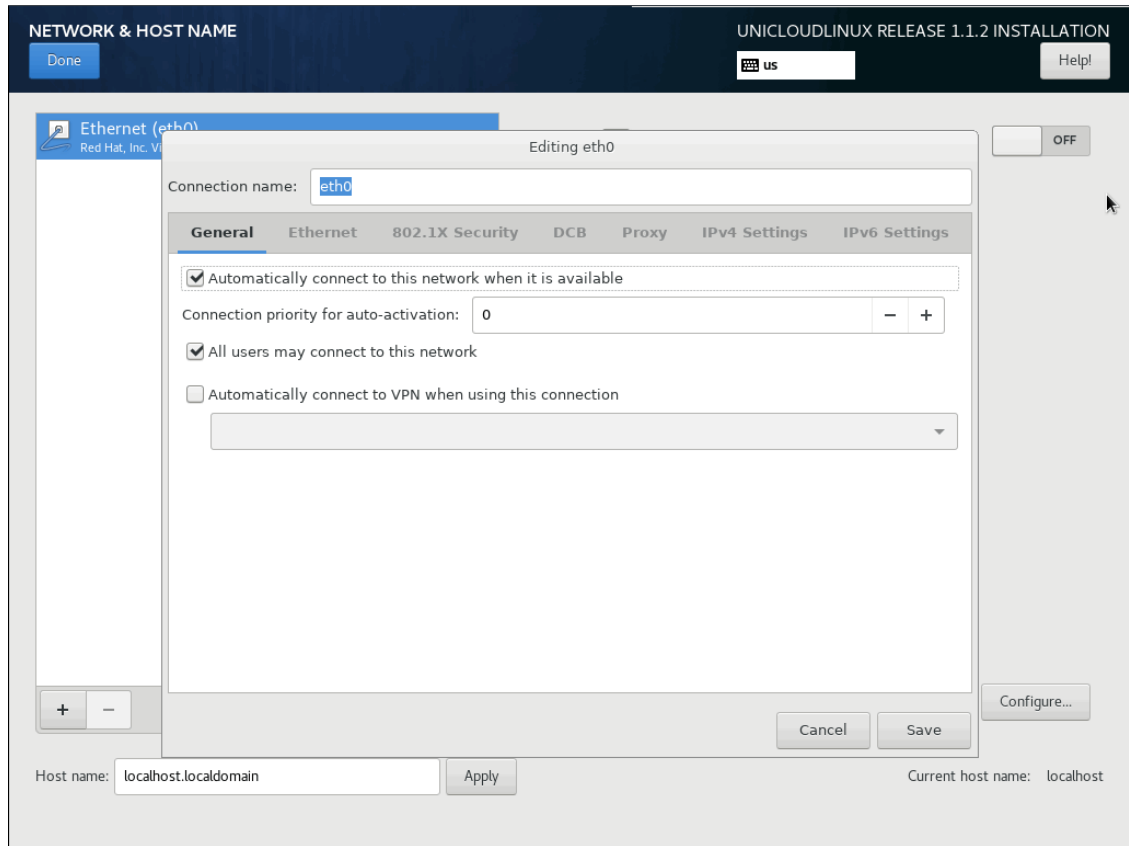 NETWORK & HOST NAME
UNICLOUDLINUX RELEASE 1.1.2 INSTALLATION
Done
us
Help!
Ethernet (eth0)
Red Hat, Inc. Vi
OFF
Editing eth0
Connection name: eth0
General Ethernet 802.1X Security DCB Proxy IPv4 Settings IPv6 Settings
Automatically connect to this network when it is available
Connection priority for auto-activation: 0 − +
All users may connect to this network
Automatically connect to VPN when using this connection
+ −
Configure...
Cancel Save
Host name: localhost.localdomain Apply
Current host name: localhost